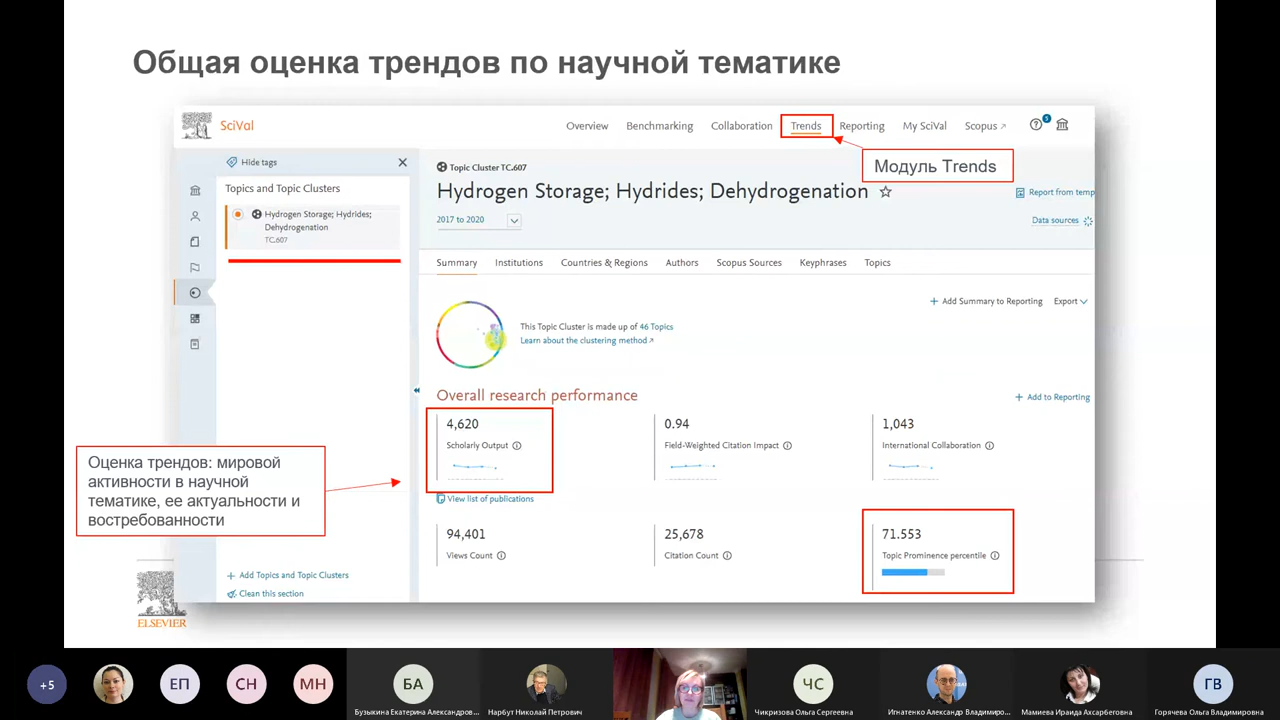 Общая оценка трендов по научной тематике
SciVal
Overview
Benchmarking
Collaboration
Trends
Reporting
My SciVal
Scopus
5
Модуль Trends
Hide tags
Topics and Topic Clusters
Hydrogen Storage; Hydrides;
Dehydrogenation
TC.607
Topic Cluster TC.607
Hydrogen Storage; Hydrides; Dehydrogenation
2017 to 2020
Report from temp
Data sources
Summary
Institutions
Countries & Regions
Authors
Scopus Sources
Keyphrases
Topics
+ Add Summary to Reporting
Export
This Topic Cluster is made up of 46 Topics
Learn about the clustering method
Overall research performance
+ Add to Reporting
4,620
Scholarly Output
0.94
Field-Weighted Citation Impact
1,043
International Collaboration
View list of publications
94,401
Views Count
25,678
Citation Count
71.553
Topic Prominence percentile
Оценка трендов: мировой
активности в научной
тематике, ее актуальности и
востребованности
+ Add Topics and Topic Clusters
Clean this section
ELSEVIER
+5
ЕП
СН
МН
БА
Бузыкина Екатерина Александров...
Нарбут Николай Петрович
ЧС
Чикризова Ольга Сергеевна
Игнатенко Александр Владимиро...
Мамиева Ираида Ахсарбеговна
ГВ
Горячева Ольга Владимировна